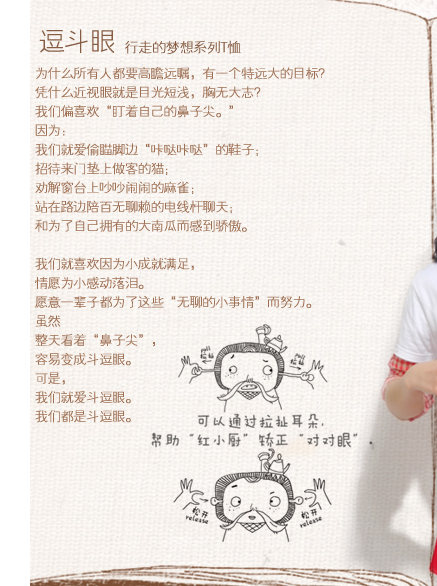 逗斗眼 行走的梦想系列T恤
为什么所有人都要高瞻远瞩，有一个特远大的目标？
凭什么近视眼就是目光短浅，胸无大志？
我们偏喜欢“盯着自己的鼻子尖。”
因为：
我们就爱偷瞄脚边“咔哒咔哒”的鞋子；
招待来门垫上做客的猫；
劝解窗台上吵吵闹闹的麻雀；
站在路边陪百无聊赖的电线杆聊天；
和为了自己拥有的大南瓜而感到骄傲。
我们就喜欢因为小成就满足，
情愿为小感动落泪。
愿意一辈子都为了这些“无聊的小事情”而努力。
虽然
整天看着“鼻子尖”，
容易变成斗逗眼。
可是，
我们就爱斗逗眼。
我们都是斗逗眼。
pull 拉扯
pull 拉扯
可以通过拉扯耳朵，
帮助“红小厨”矫正“对对眼”.
松开 release
松开 release